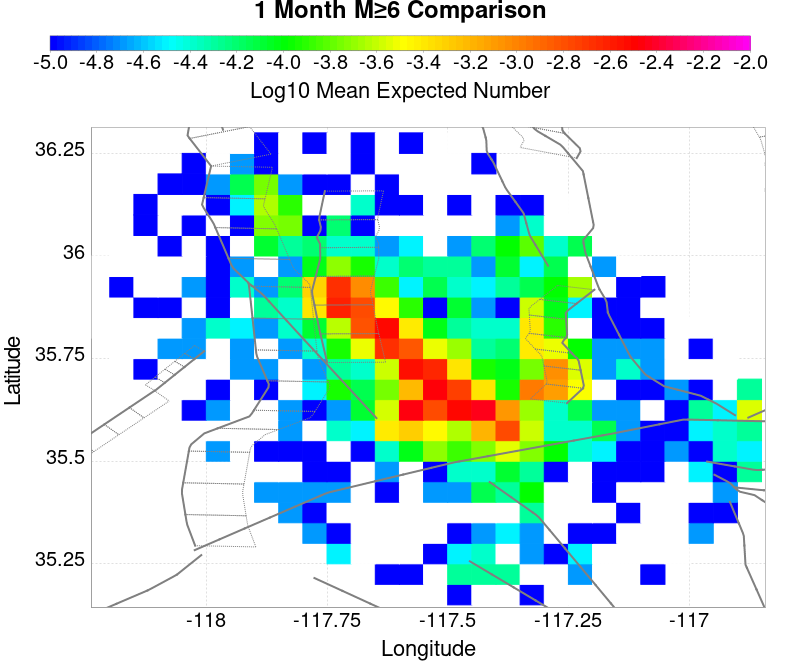 1 Month M≥6 Comparison
-5.0 -4.8 -4.6 -4.4 -4.2 -4.0 -3.8 -3.6 -3.4 -3.2 -3.0 -2.8 -2.6 -2.4 -2.2 -2.0
Log10 Mean Expected Number
36.25
36
35.75
35.5
35.25
Latitude
-118 -117.75 -117.5 -117.25 -117
Longitude